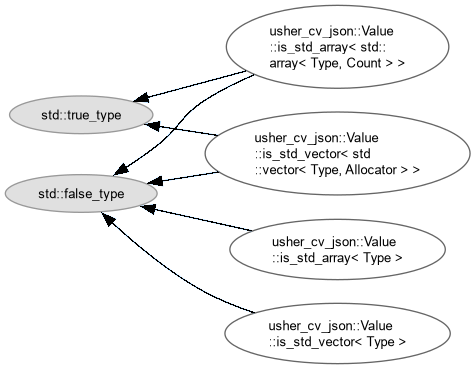 usher_cv_json::Value
::is_std_array< std::
array< Type, Count > >
std::true_type
usher_cv_json::Value
::is_std_vector< std
::vector< Type, Allocator > >
std::false_type
usher_cv_json::Value
::is_std_array< Type >
usher_cv_json::Value
::is_std_vector< Type >